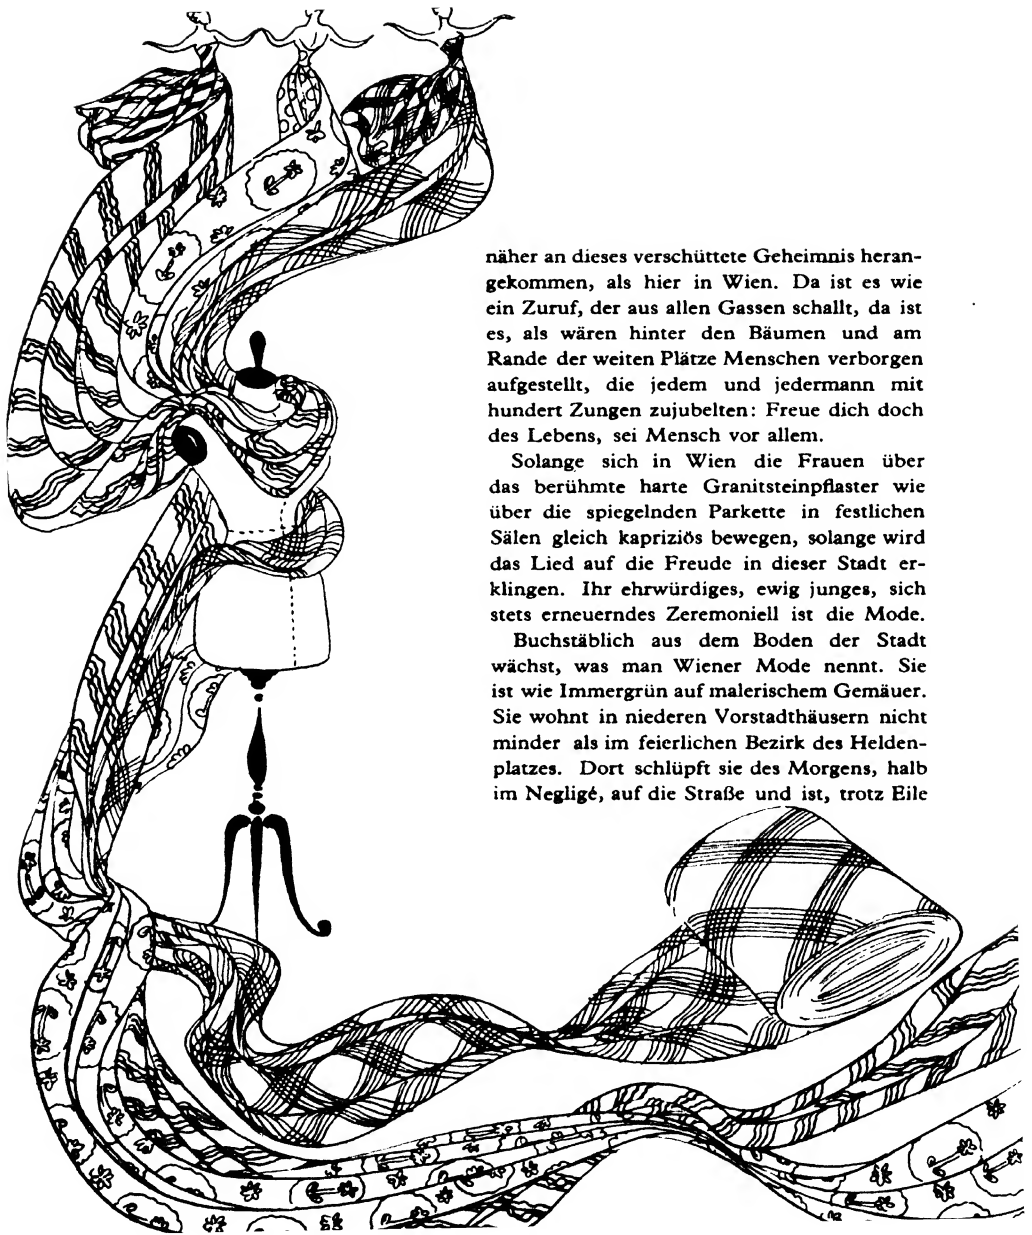 näher an dieses verschüttete Geheimnis heran-
gekommen, als hier in Wien. Da ist es wie
ein Zuruf, der aus allen Gassen schallt, da ist
es, als wären hinter den Bäumen und am
Rande der weiten Plätze Menschen verborgen
aufgestellt, die jedem und jedermann mit
hundert Zungen zujubelten: Freue dich doch
des Lebens, sei Mensch vor allem.
Solange sich in Wien die Frauen über
das berühmte harte Granitsteinpflaster wie
über die spiegelnden Parkette in festlichen
Sälen gleich kapriziös bewegen, solange wird
das Lied auf die Freude in dieser Stadt er-
klingen. Ihr ehrwürdiges, ewig junges, sich
stets erneuerndes Zeremoniell ist die Mode.
Buchstäblich aus dem Boden der Stadt
wächst, was man Wiener Mode nennt. Sie
ist wie Immergrün auf malerischem Gemäuer.
Sie wohnt in niederen Vorstadthäusern nicht
minder als im feierlichen Bezirk des Helden-
platzes. Dort schlüpft sie des Morgens, halb
im Negligé, auf die Straße und ist, trotz Eile